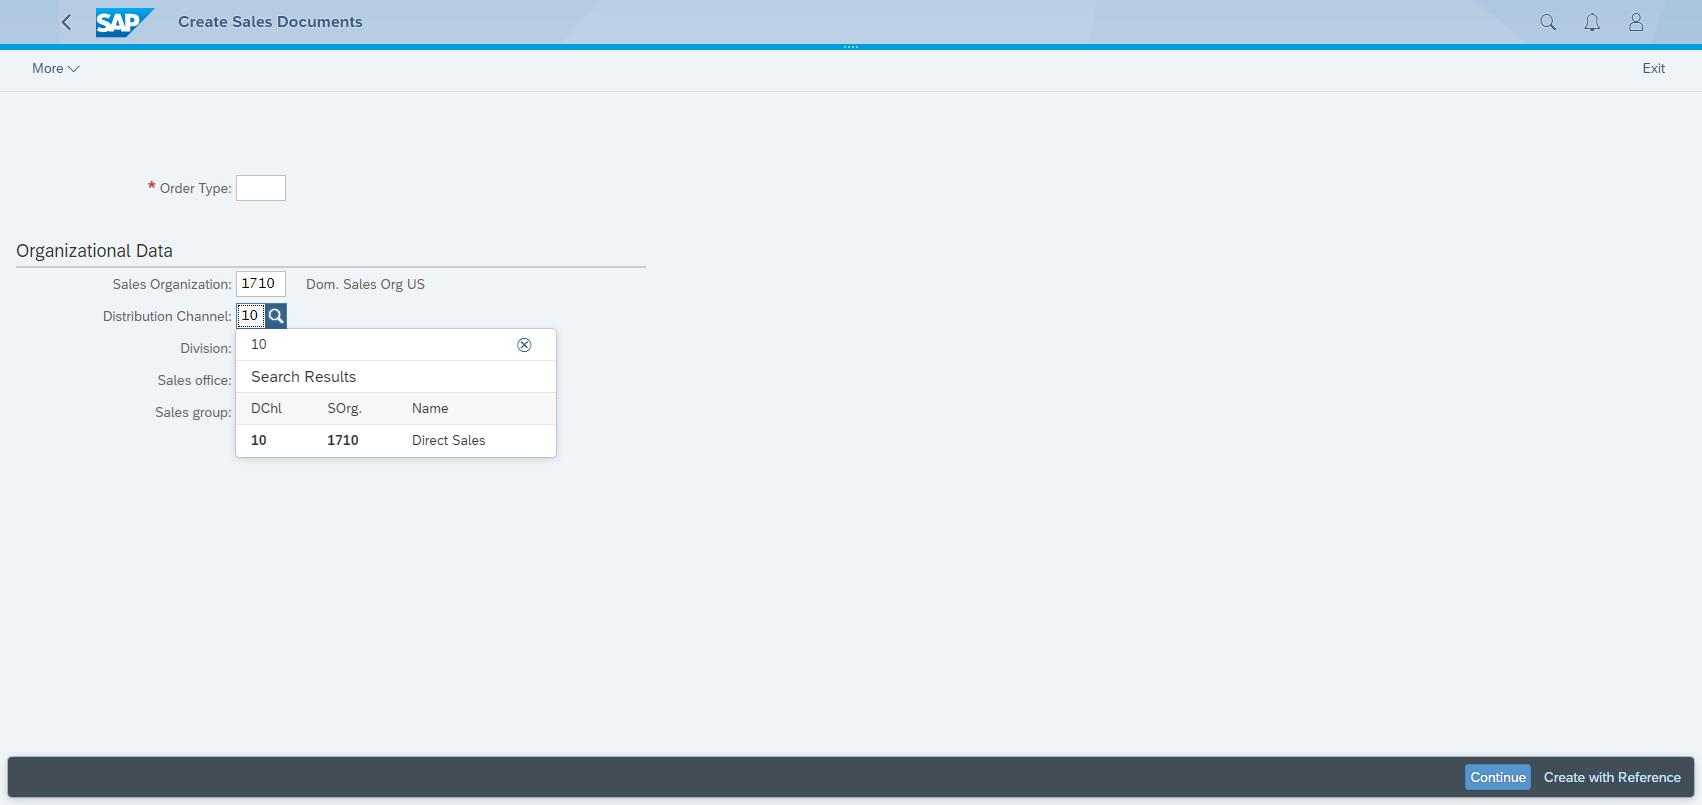 SAP Create Sales Documents
More Exit
* Order Type:
Organizational Data
Sales Organization: 1710 Dom. Sales Org US
Distribution Channel: 10
10
Division:
Search Results
Sales office:
DChl SOrg. Name
Sales group:
10 1710 Direct Sales
Continue Create with Reference